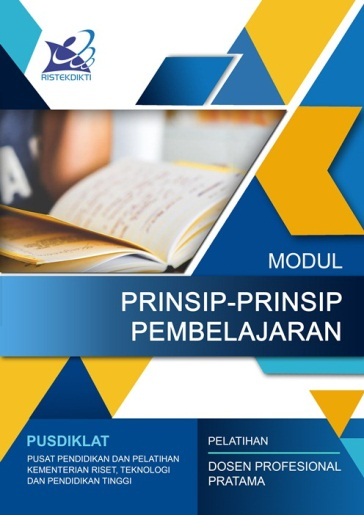 RISTEKDIKTI
MODUL
PRINSIP-PRINSIP
PEMBELAJARAN
PUSDIKLAT
PUSAT PENDIDIKAN DAN PELATIHAN
KEMENTERIAN RISET, TEKNOLOGI
DAN PENDIDIKAN TINGGI
PELATIHAN
DOSEN PROFESIONAL
PRATAMA